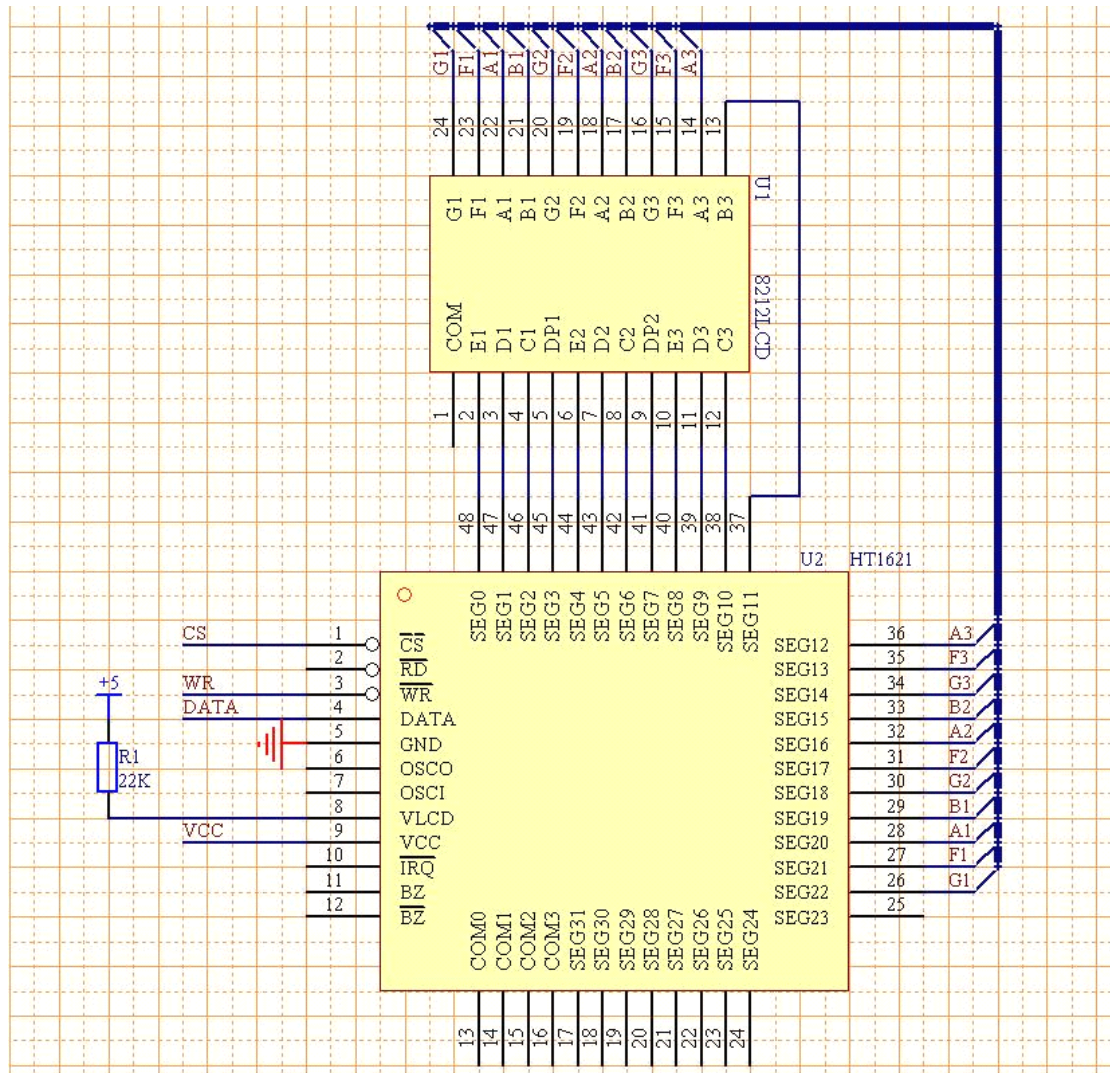 G1 F1 A1 B1 G2 F2 A2 B2 G3 F3 A3
24 23 22 21 20 19 18 17 16 15 14 13
G1 F1 A1 B1 G2 F2 A2 B2 G3 F3 A3 B3
U1
8212LCD
COM E1 D1 C1 DP1 E2 D2 C2 DP2 E3 D3 C3
1 2 3 4 5 6 7 8 9 10 11 12
48 47 46 45 44 43 42 41 40 39 38 37
U2 HT1621
SEG0 SEG1 SEG2 SEG3 SEG4 SEG5 SEG6 SEG7 SEG8 SEG9 SEG10 SEG11
CS 1 CS SEG12 36 A3
2 RD SEG13 35 F3
+5 WR 3 WR SEG14 34 G3
DATA 4 DATA SEG15 33 B2
5 GND SEG16 32 A2
R1 6 OSCO SEG17 31 F2
22K 7 OSCI SEG18 30 G2
8 VLCD SEG19 29 B1
VCC 9 VCC SEG20 28 A1
10 IRQ SEG21 27 F1
11 BZ SEG22 26 G1
12 BZ SEG23 25
COM0 COM1 COM2 COM3 SEG31 SEG30 SEG29 SEG28 SEG27 SEG26 SEG25 SEG24
13 14 15 16 17 18 19 20 21 22 23 24